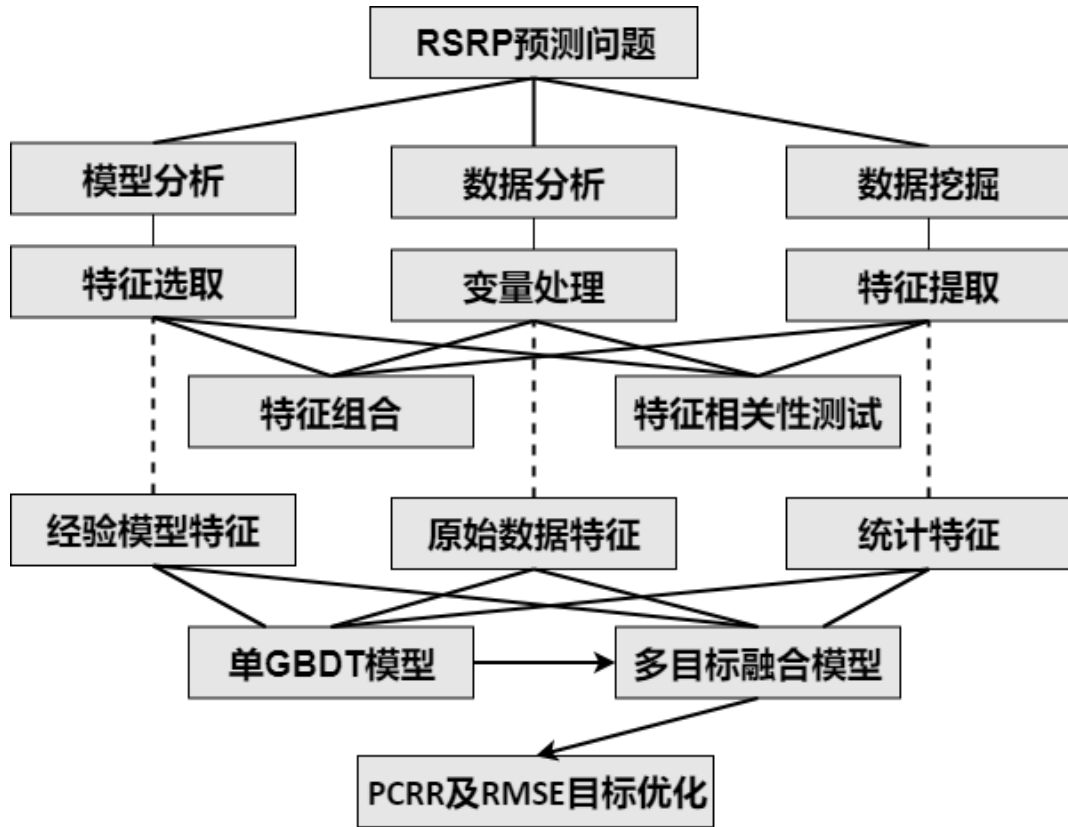 RSRP预测问题
模型分析
数据分析
数据挖掘
特征选取
变量处理
特征提取
特征组合
特征相关性测试
经验模型特征
原始数据特征
统计特征
单GBDT模型
多目标融合模型
PCRR及RMSE目标优化